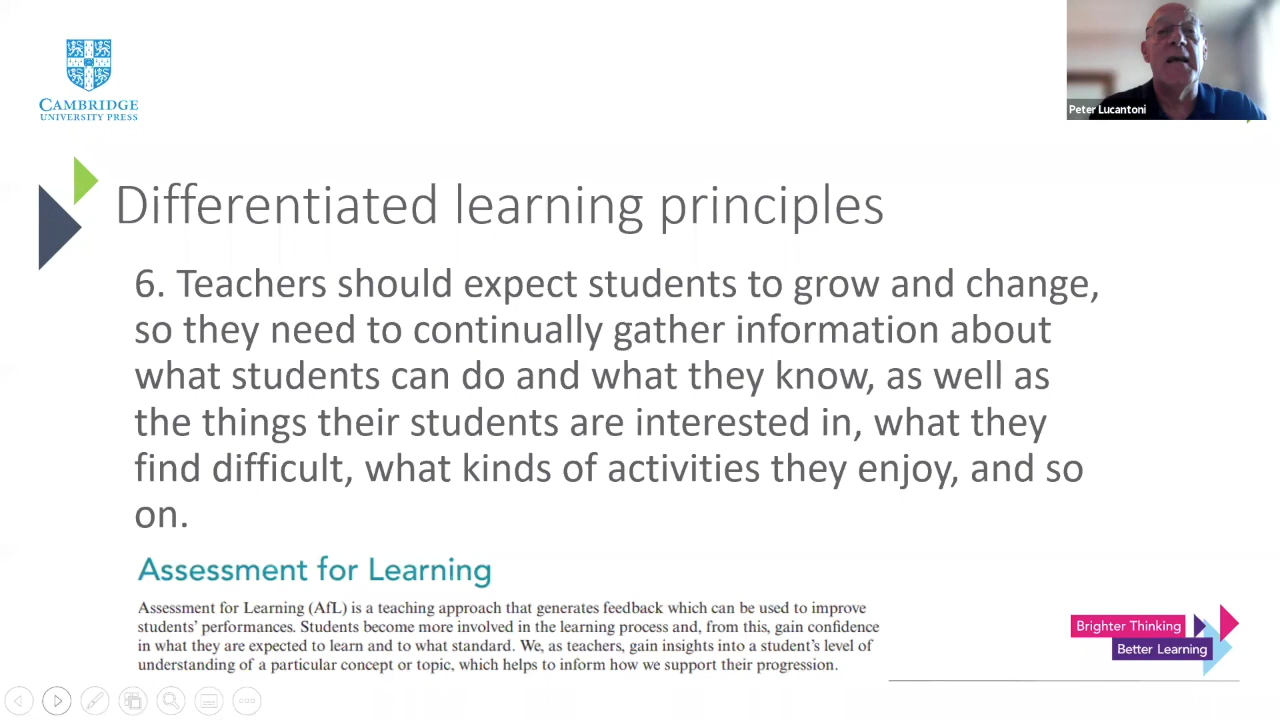 CAMBRIDGE
UNIVERSITY PRESS
Peter Lucantoni
Differentiated learning principles
6. Teachers should expect students to grow and change,
so they need to continually gather information about
what students can do and what they know, as well as
the things their students are interested in, what they
find difficult, what kinds of activities they enjoy, and so
on.
Assessment for Learning
Assessment for Learning (AfL) is a teaching approach that generates feedback which can be used to improve
students' performances. Students become more involved in the learning process and, from this, gain confidence
in what they are expected to learn and to what standard. We, as teachers, gain insights into a student's level of
understanding of a particular concept or topic, which helps to inform how we support their progression.
Brighter Thinking
Better Learning